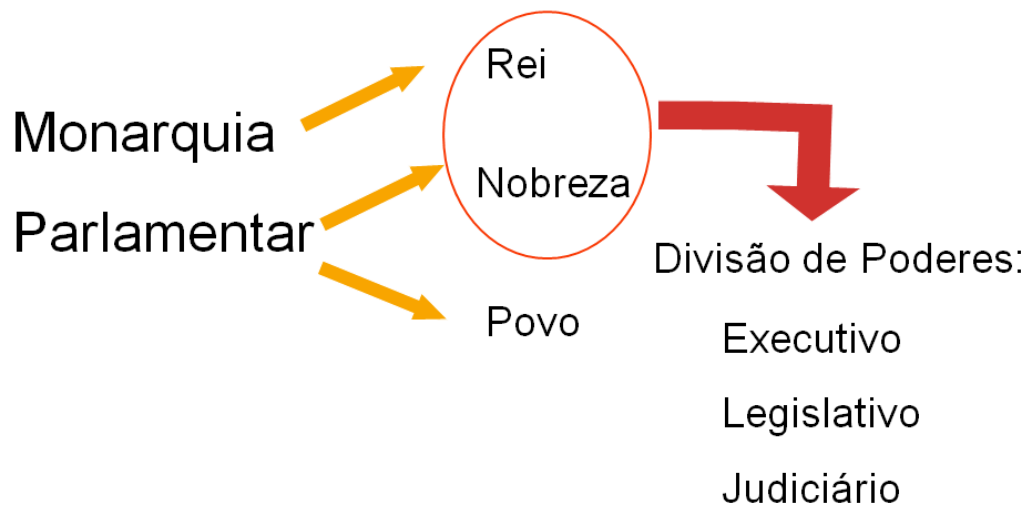 Monarquia
Parlamentar
Rei
Nobreza
Povo
Divisão de Poderes:
Executivo
Legislativo
Judiciário